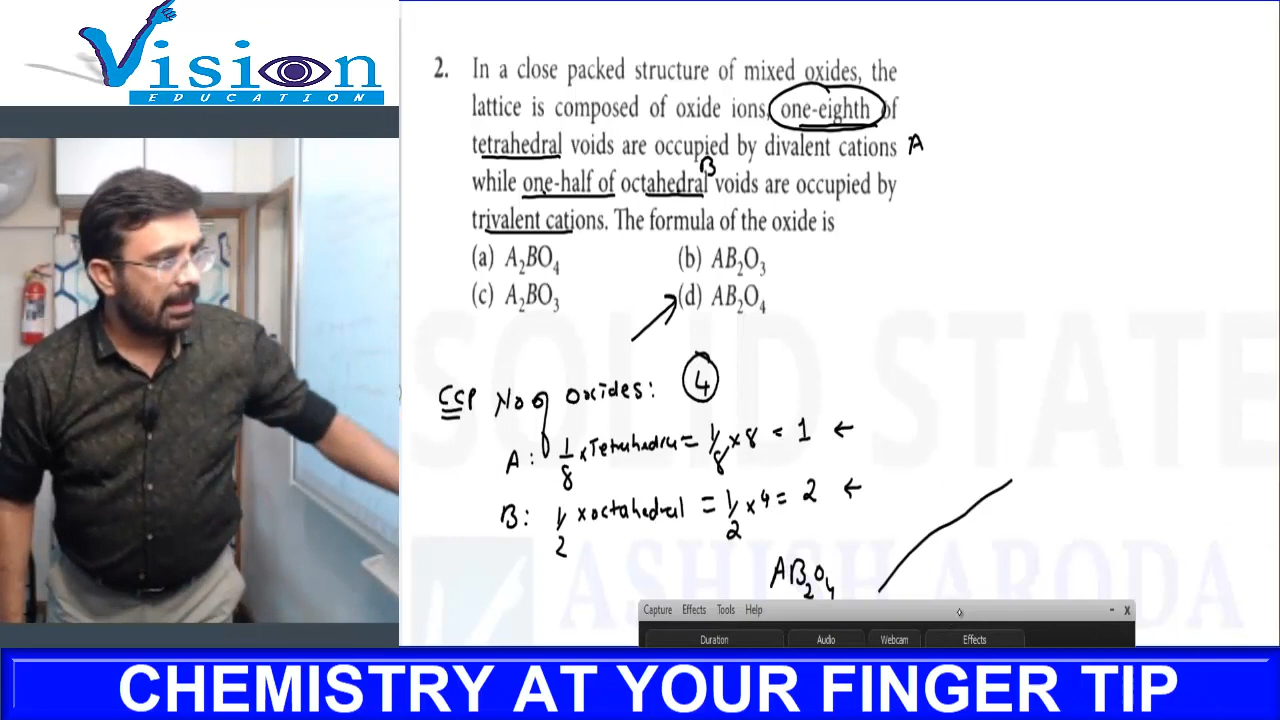 Vision
EDUCATION
2. In a close packed structure of mixed oxides, the
lattice is composed of oxide ions, one-eighth of
tetrahedral voids are occupied by divalent cations A
B
while one-half of octahedral voids are occupied by
trivalent cations. The formula of the oxide is
(a) A₂BO₄ (b) AB₂O₃
(c) A₂BO₃ (d) AB₂O₄
CCP No of Oxides: 4
A: 1/8 × Tetrahedral = 1/8 × 8 = 1 ←
B: 1/2 × octahedral = 1/2 × 4 = 2 ←
AB₂O₄
SOLID STATE
ASHISH ARODA
Capture Effects Tools Help - x
Duration Audio Webcam Effects
CHEMISTRY AT YOUR FINGER TIP